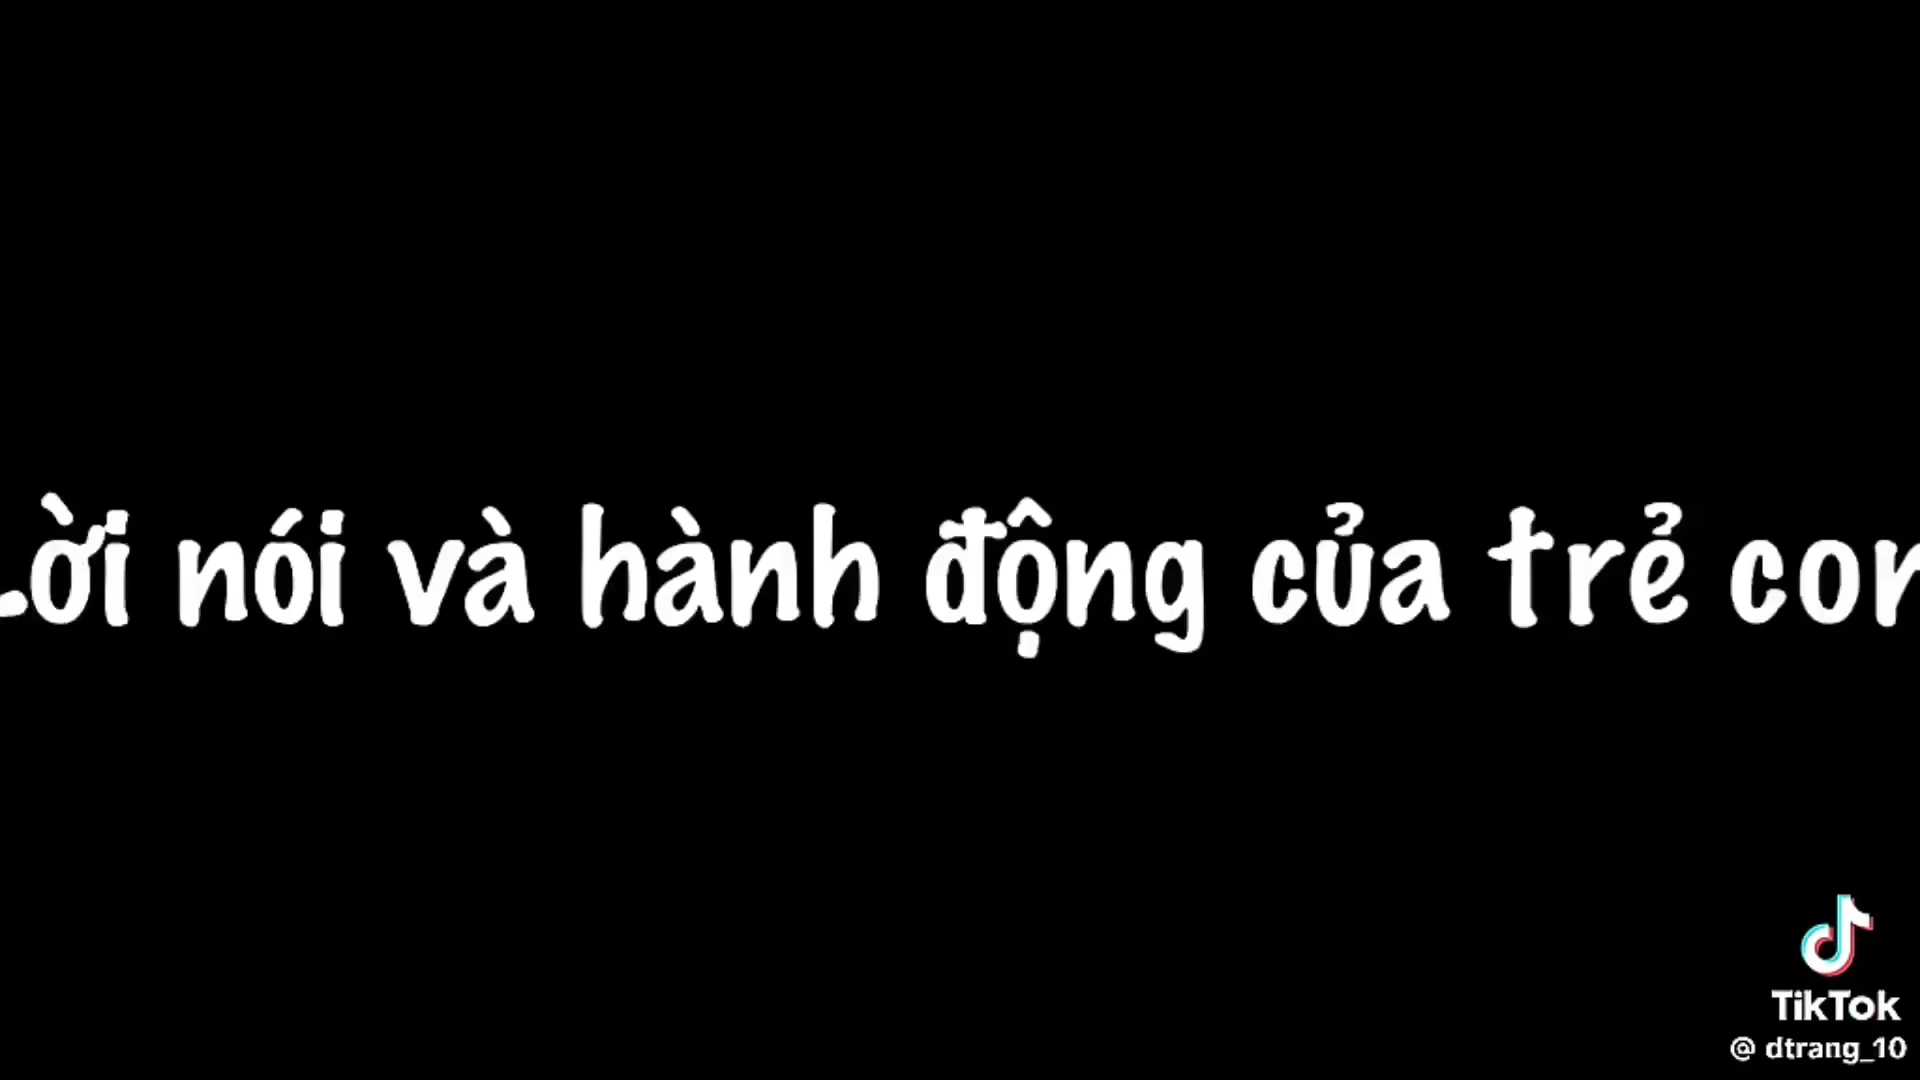 Lời nói và hành động của trẻ con
TikTok
@ dtrang_10